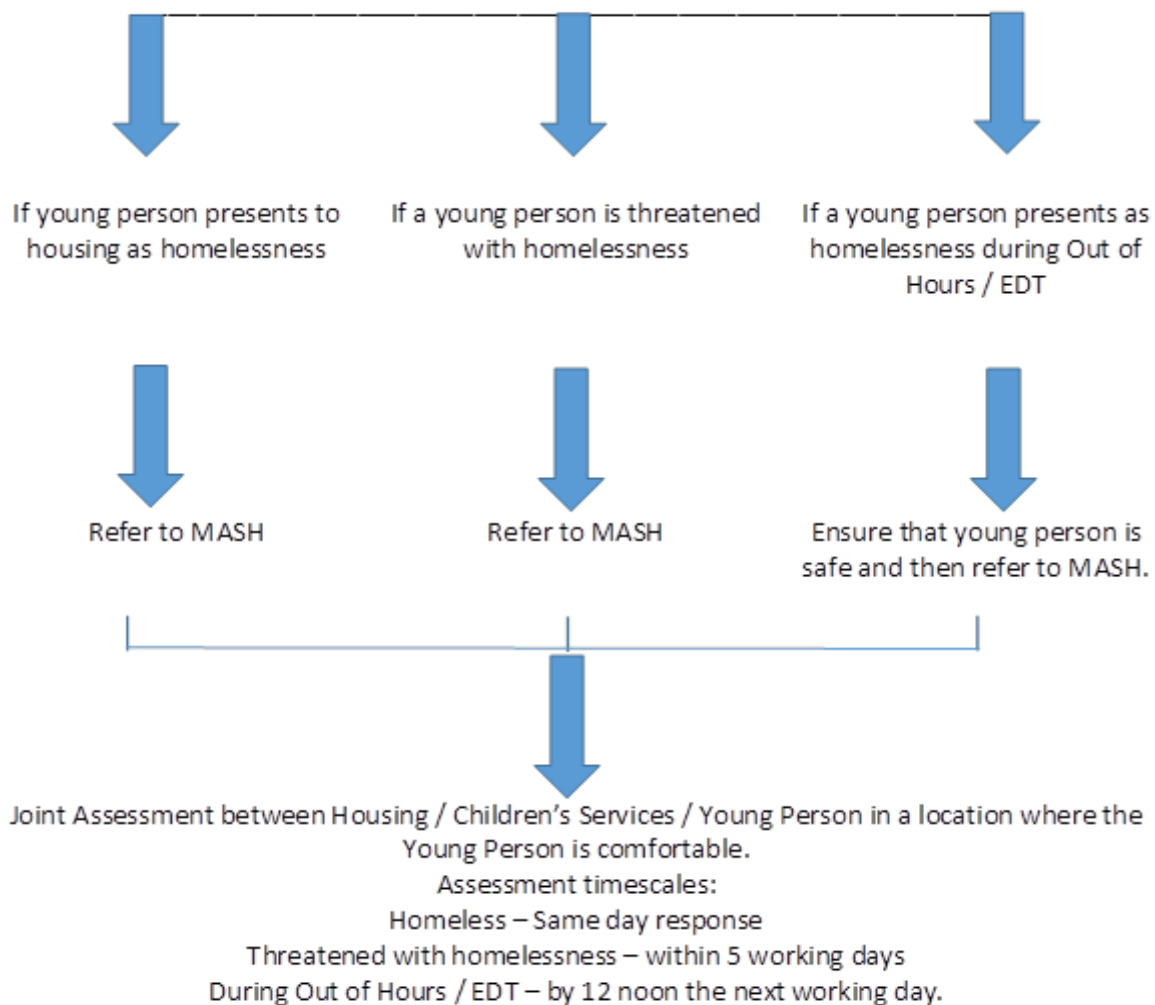 If young person presents to
housing as homelessness
If a young person is threatened
with homelessness
If a young person presents as
homelessness during Out of
Hours / EDT
Refer to MASH
Refer to MASH
Ensure that young person is
safe and then refer to MASH.
Joint Assessment between Housing / Children’s Services / Young Person in a location where the
Young Person is comfortable.
Assessment timescales:
Homeless – Same day response
Threatened with homelessness – within 5 working days
During Out of Hours / EDT – by 12 noon the next working day.